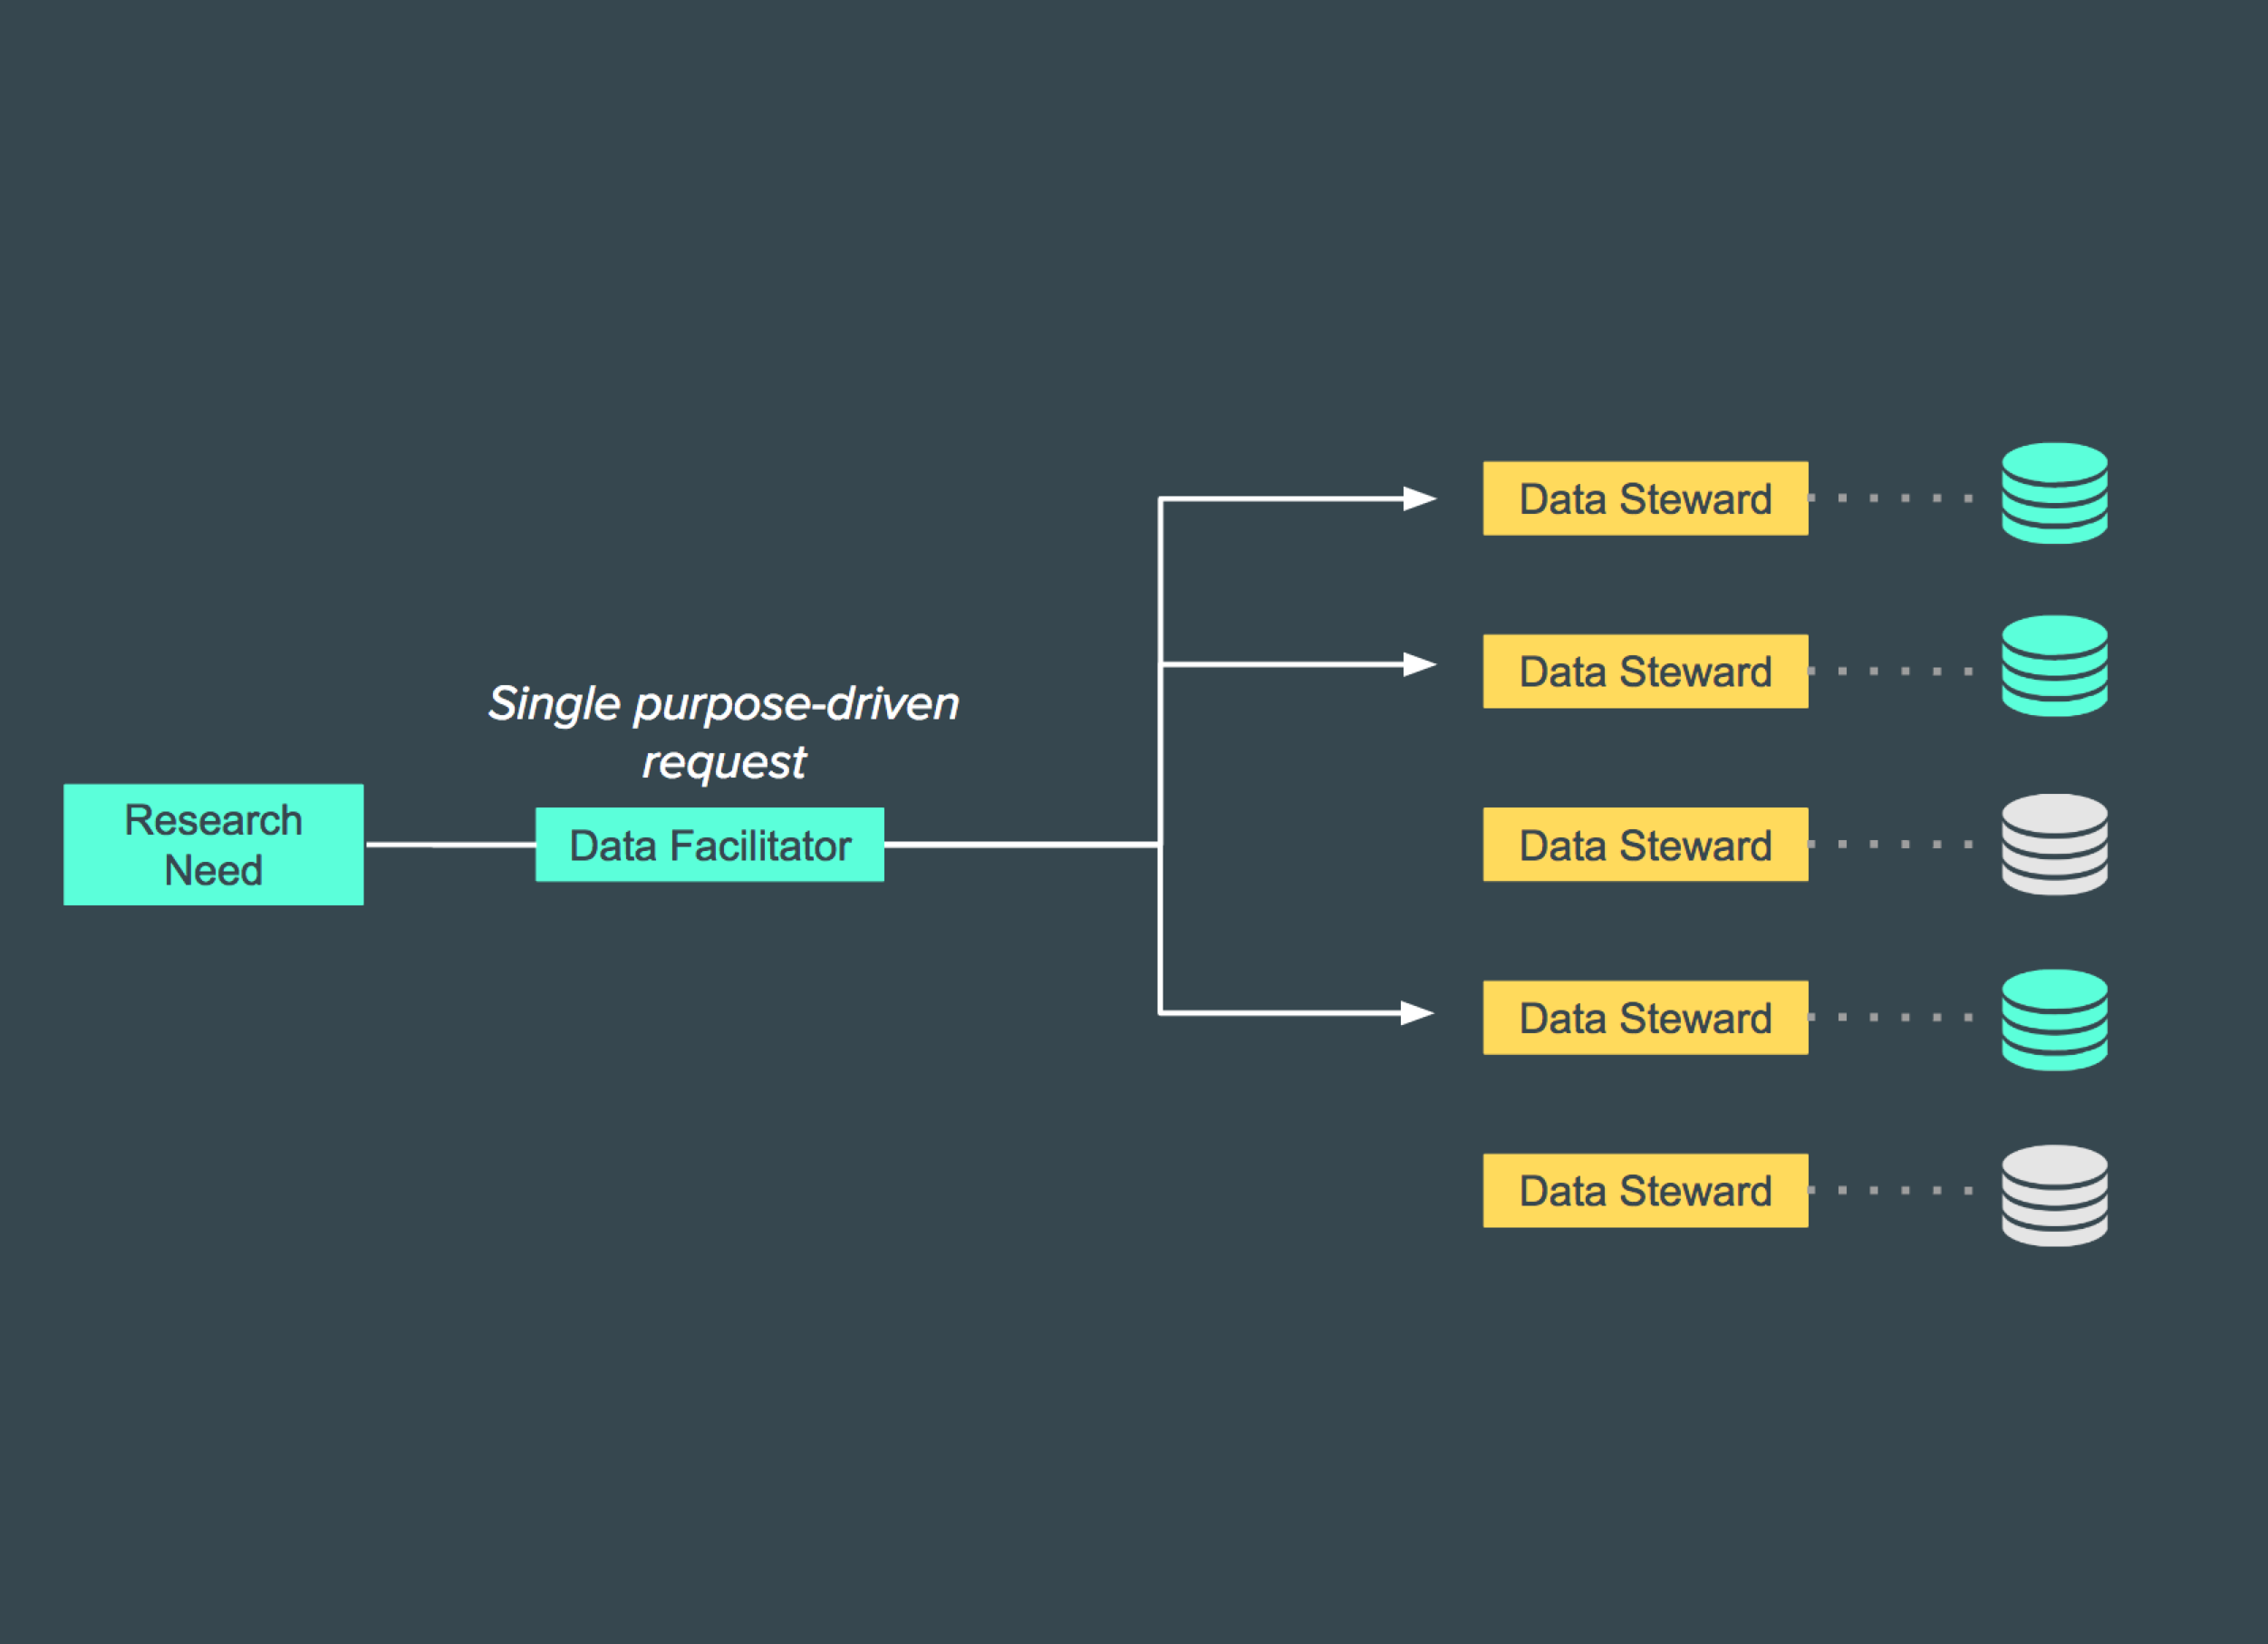 Single purpose-driven
request
Research
Need
Data Facilitator
Data Steward
Data Steward
Data Steward
Data Steward
Data Steward